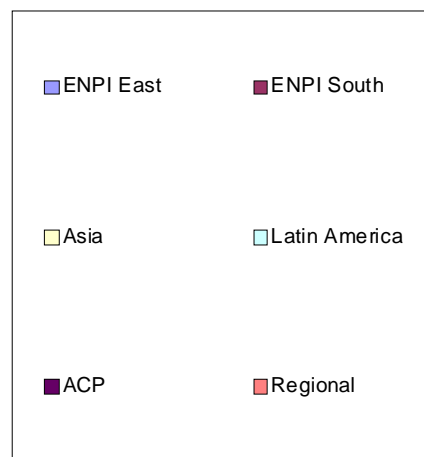 ENPI East
ENPI South
Asia
Latin America
ACP
Regional